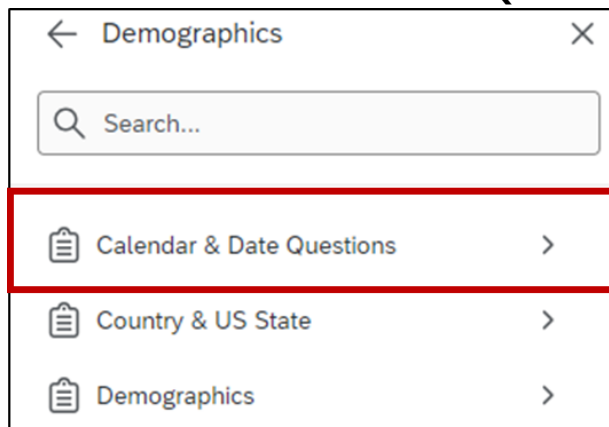 Demographics
Search...
Calendar & Date Questions
Country & US State
Demographics